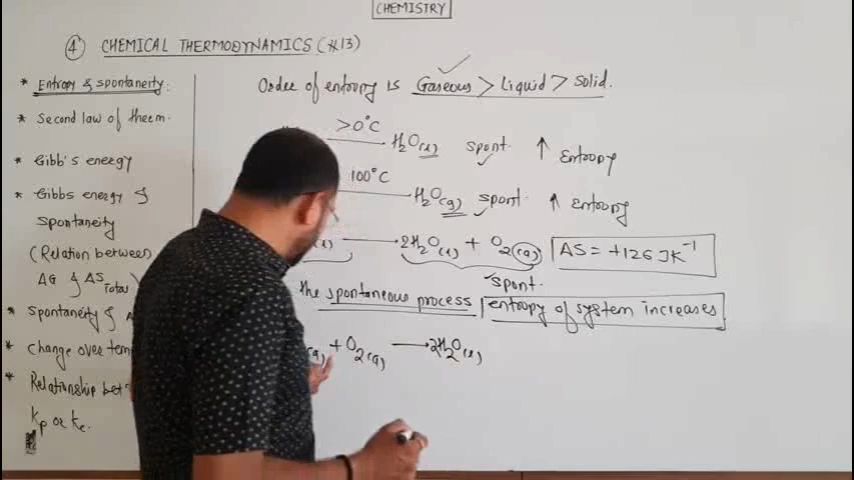 CHEMISTRY
4 CHEMICAL THERMODYNAMICS (#13)
* Entropy & spontaneity:
* Second law of therm.
* Gibb's energy
* Gibbs energy &
spontaneity
(Relation between
ΔG & ΔS Total
* Spontaneity &
* Change over tem
* Relationship bet
Kp or Kc.
Order of entropy is Gaseous > Liquid > Solid.
>0°C H2O(l) spont. ↑ Entropy
100°C H2O(g) spont. ↑ Entropy
(l) → 2H2O(l) + O2(g) ΔS = +126 JK⁻¹
spont.
the spontaneous process entropy of system increases
(g) + O2(g) → 2H2O(l)